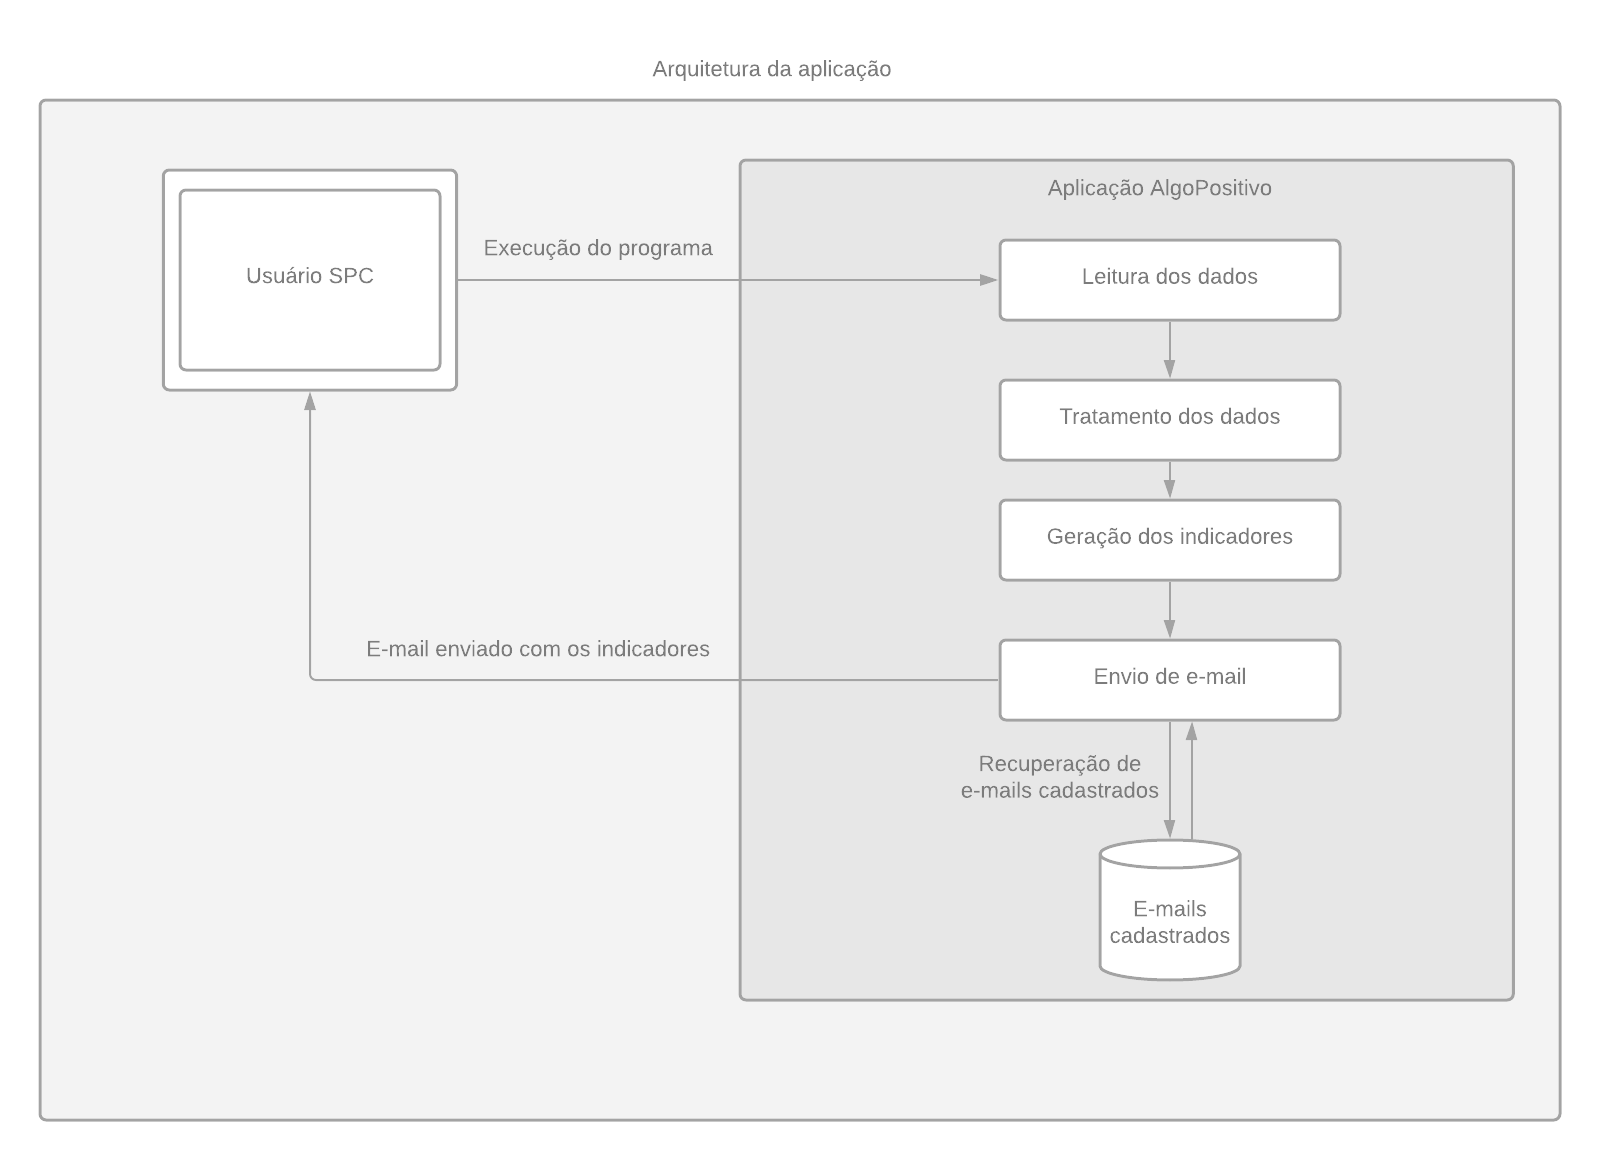 Arquitetura da aplicação
Aplicação AlgoPositivo
Usuário SPC
Execução do programa
Leitura dos dados
Tratamento dos dados
Geração dos indicadores
E-mail enviado com os indicadores
Envio de e-mail
Recuperação de
e-mails cadastrados
E-mails
cadastrados